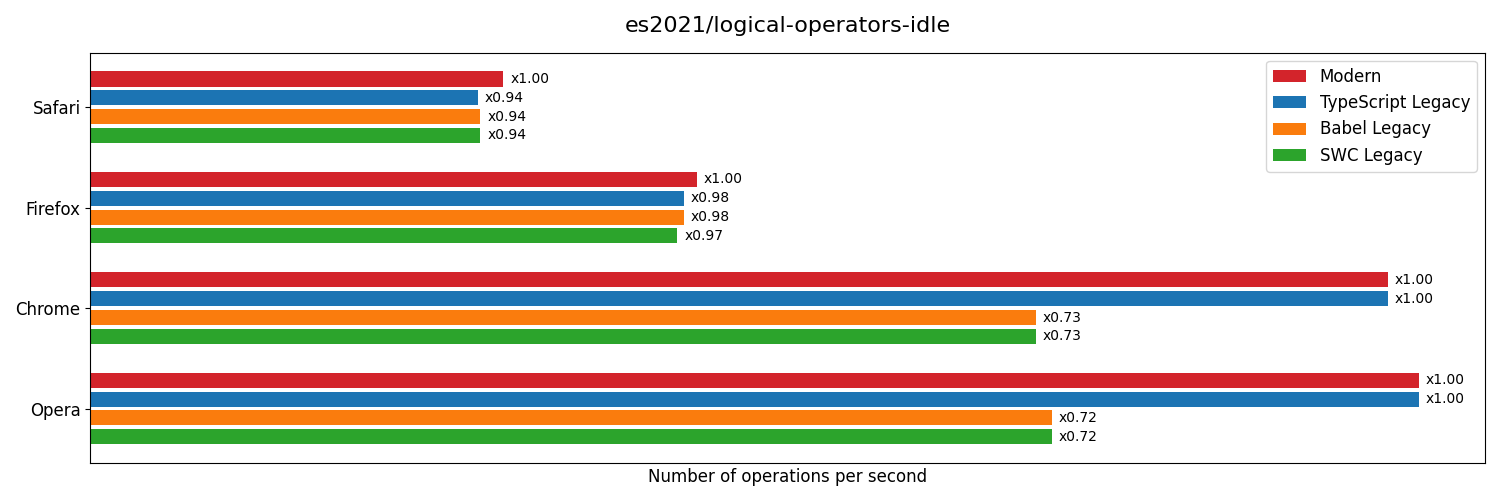 es2021/logical-operators-idle
Modern
TypeScript Legacy
Babel Legacy
SWC Legacy
Safari
x1.00
x0.94
x0.94
x0.94
Firefox
x1.00
x0.98
x0.98
x0.97
Chrome
x1.00
x1.00
x0.73
x0.73
Opera
x1.00
x1.00
x0.72
x0.72
Number of operations per second